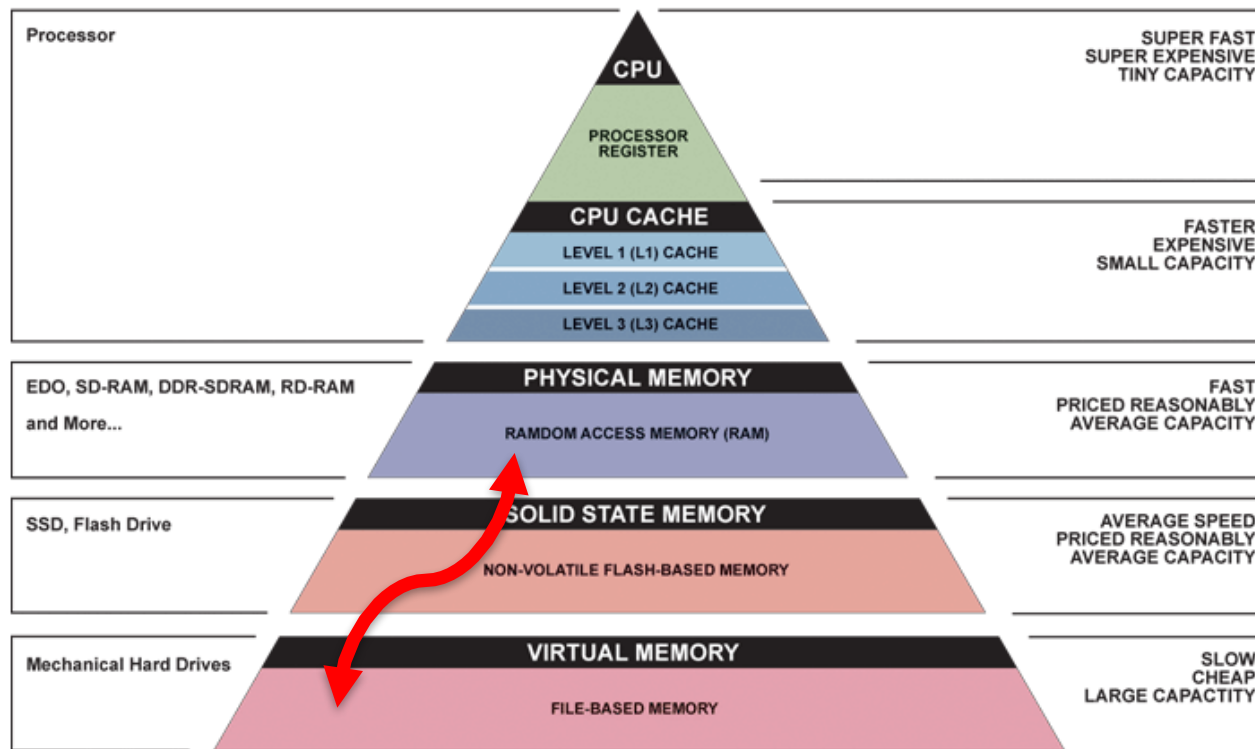 Processor
CPU
PROCESSOR
REGISTER
SUPER FAST
SUPER EXPENSIVE
TINY CAPACITY
CPU CACHE
LEVEL 1 (L1) CACHE
LEVEL 2 (L2) CACHE
LEVEL 3 (L3) CACHE
FASTER
EXPENSIVE
SMALL CAPACITY
EDO, SD-RAM, DDR-SDRAM, RD-RAM
and More...
PHYSICAL MEMORY
RAMDOM ACCESS MEMORY (RAM)
FAST
PRICED REASONABLY
AVERAGE CAPACITY
SSD, Flash Drive
SOLID STATE MEMORY
NON-VOLATILE FLASH-BASED MEMORY
AVERAGE SPEED
PRICED REASONABLY
AVERAGE CAPACITY
Mechanical Hard Drives
VIRTUAL MEMORY
FILE-BASED MEMORY
SLOW
CHEAP
LARGE CAPACTITY